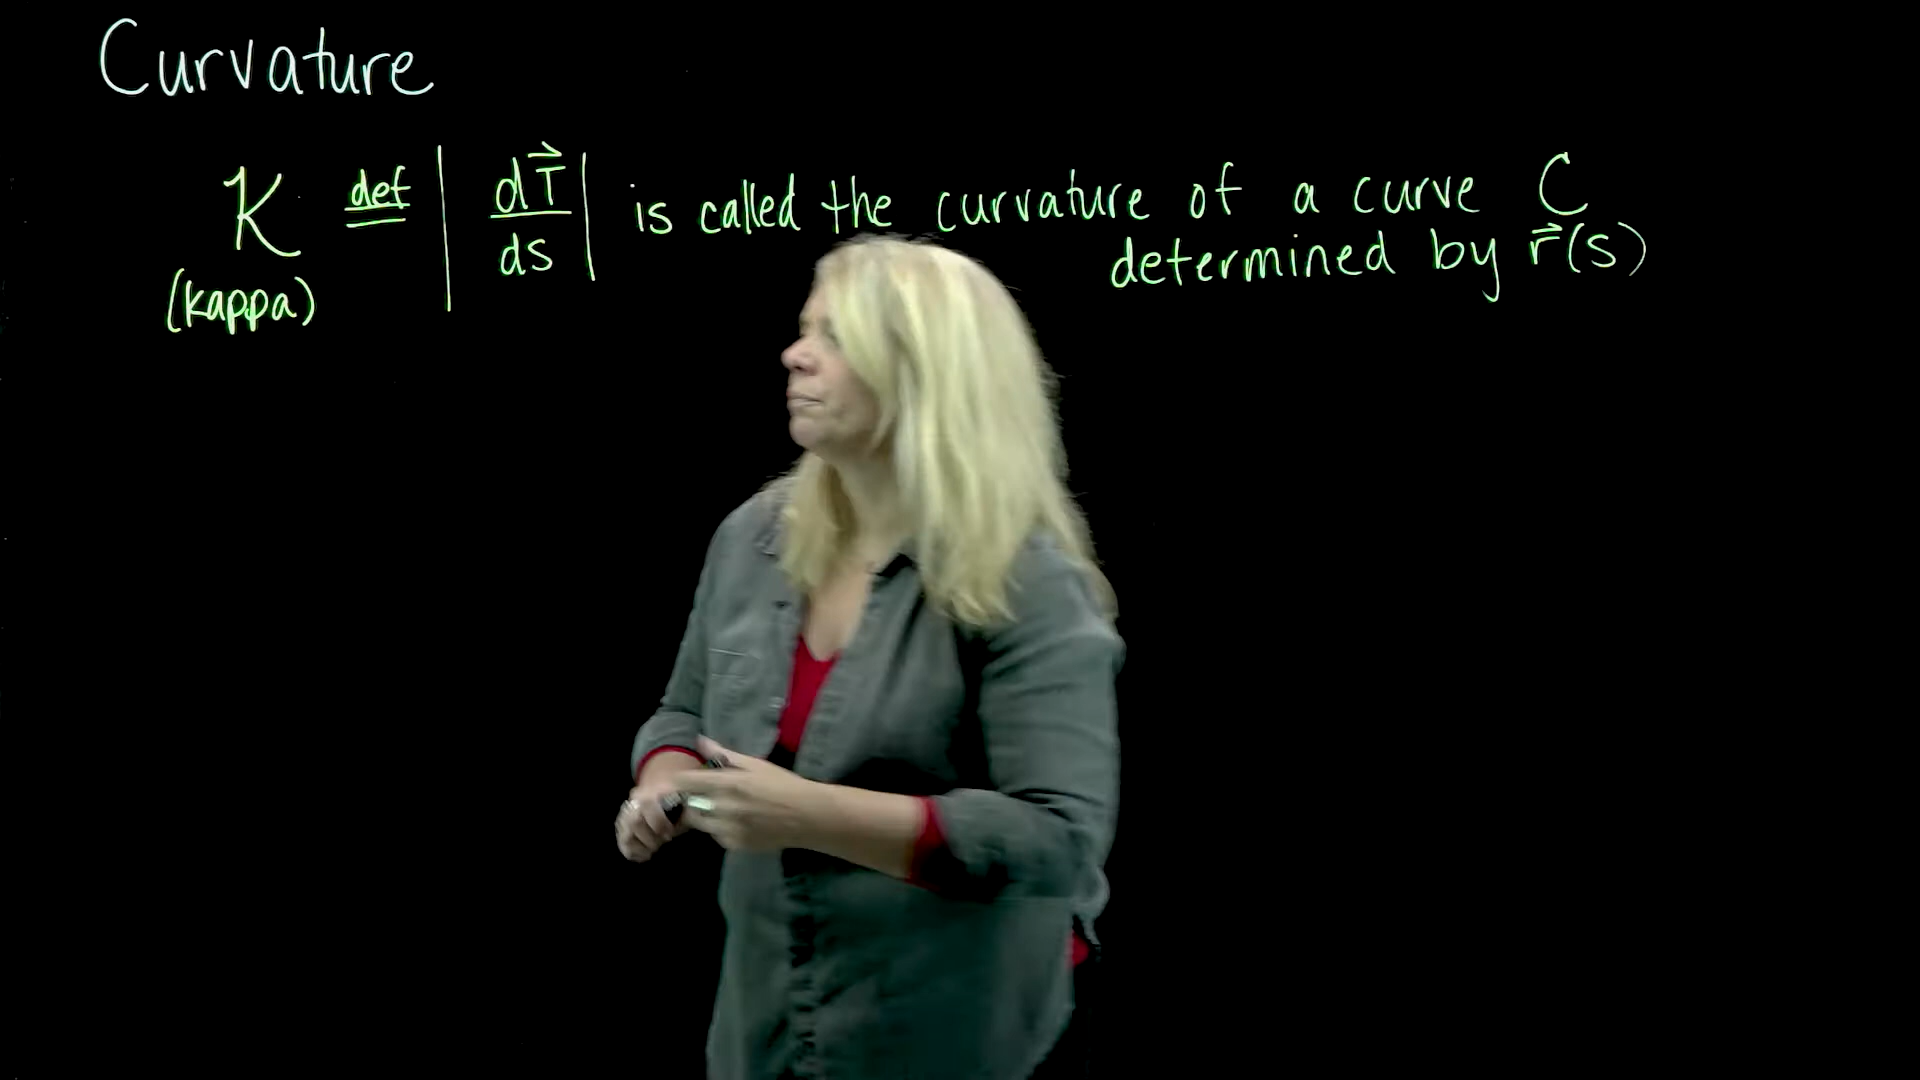 Curvature
K def= | dT⃗/ds | is called the curvature of a curve C
determined by r⃗(s)
(kappa)